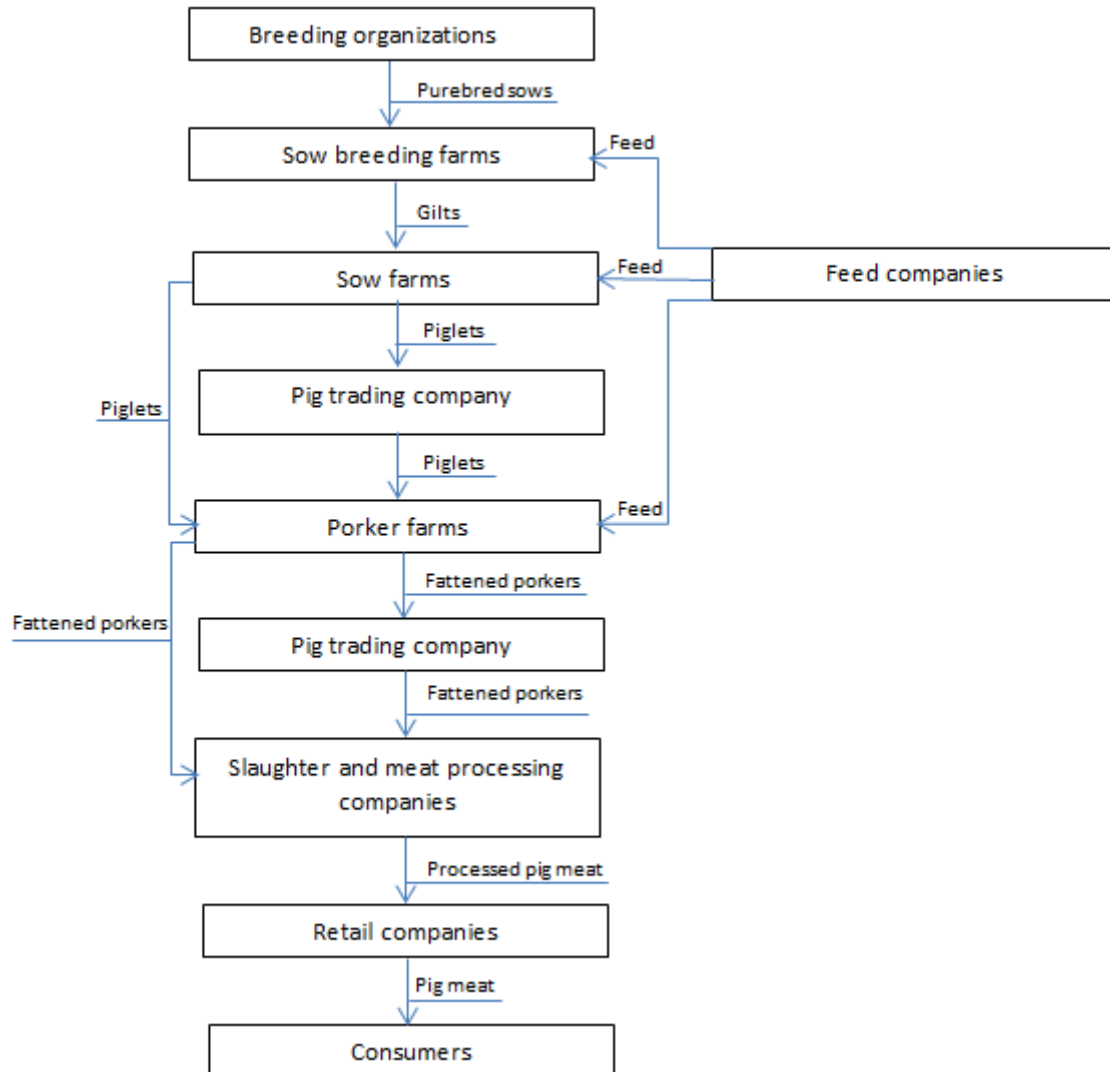 Breeding organizations
Purebred sows
Sow breeding farms
Feed
Gilts
Sow farms
Feed
Feed companies
Piglets
Pig trading company
Piglets
Piglets
Porker farms
Feed
Fattened porkers
Fattened porkers
Pig trading company
Fattened porkers
Slaughter and meat processing
companies
Processed pig meat
Retail companies
Pig meat
Consumers